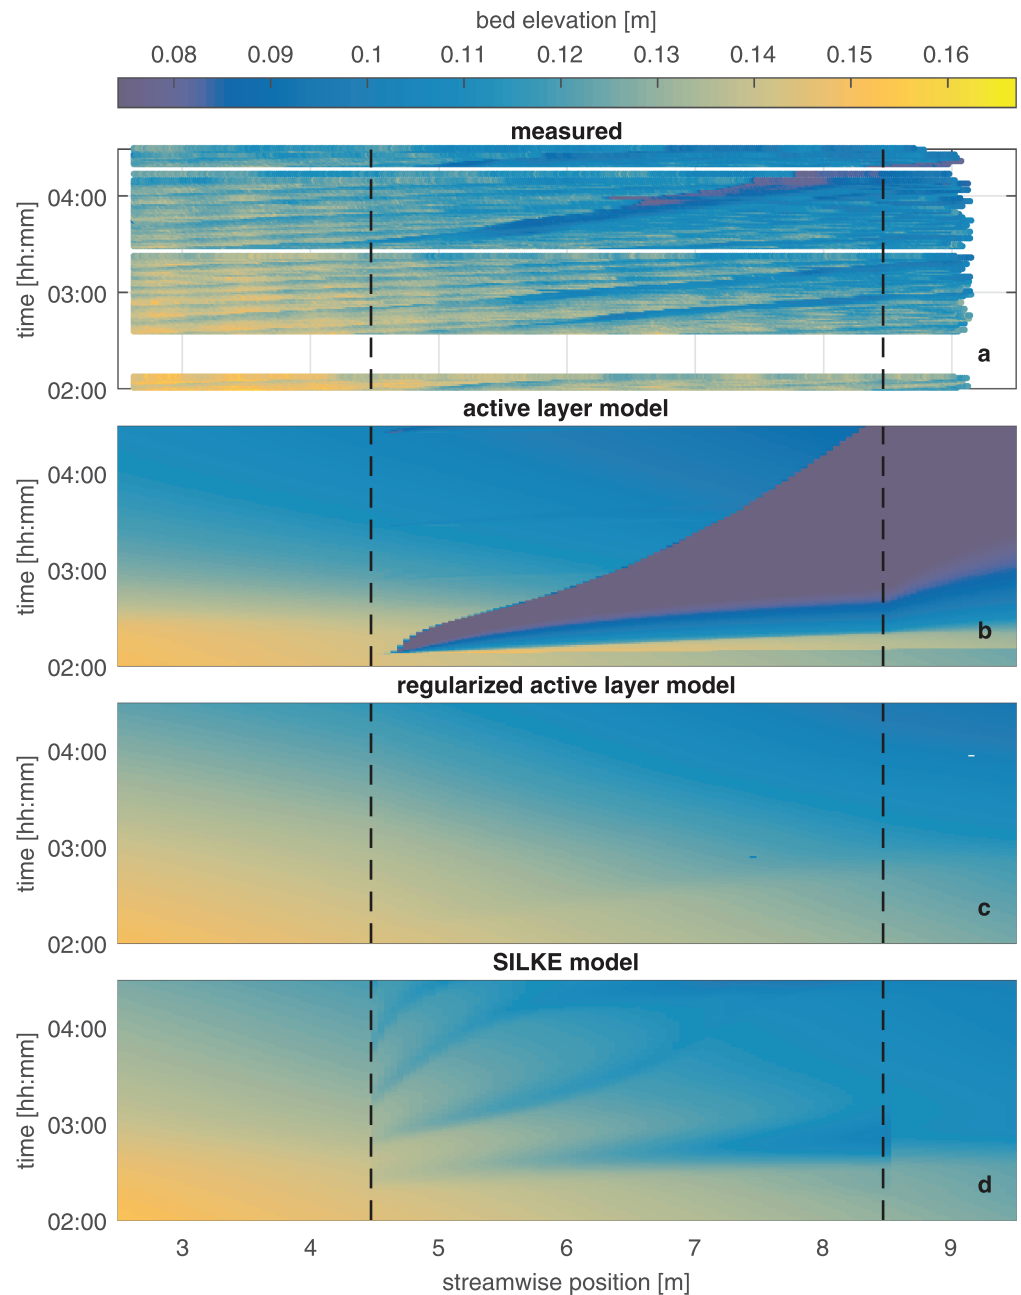 bed elevation [m]
0.08 0.09 0.1 0.11 0.12 0.13 0.14 0.15 0.16
measured
04:00
03:00
02:00
time [hh:mm]
a
active layer model
04:00
03:00
02:00
time [hh:mm]
b
regularized active layer model
04:00
03:00
02:00
time [hh:mm]
c
SILKE model
04:00
03:00
02:00
time [hh:mm]
d
3 4 5 6 7 8 9
streamwise position [m]